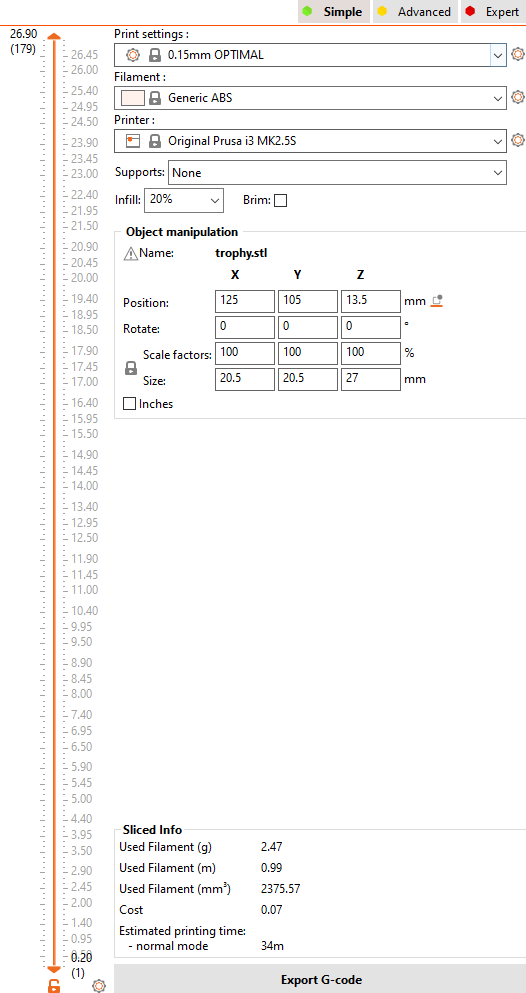 Simple Advanced Expert
26.90
(179)
Print settings :
0.15mm OPTIMAL
Filament :
Generic ABS
Printer :
Original Prusa i3 MK2.5S
Supports: None
Infill: 20% Brim:
Object manipulation
Name: trophy.stl
X Y Z
Position: 125 105 13.5 mm
Rotate: 0 0 0 °
Scale factors: 100 100 100 %
Size: 20.5 20.5 27 mm
Inches
26.45
26.00
25.40
24.95
24.50
23.90
23.45
23.00
22.40
21.95
21.50
20.90
20.45
20.00
19.40
18.95
18.50
17.90
17.45
17.00
16.40
15.95
15.50
14.90
14.45
14.00
13.40
12.95
12.50
11.90
11.45
11.00
10.40
9.95
9.50
8.90
8.45
8.00
7.40
6.95
6.50
5.90
5.45
5.00
4.40
3.95
3.50
2.90
2.45
2.00
1.40
0.95
0.20
(1)
Sliced Info
Used Filament (g) 2.47
Used Filament (m) 0.99
Used Filament (mm³) 2375.57
Cost 0.07
Estimated printing time:
- normal mode 34m
Export G-code